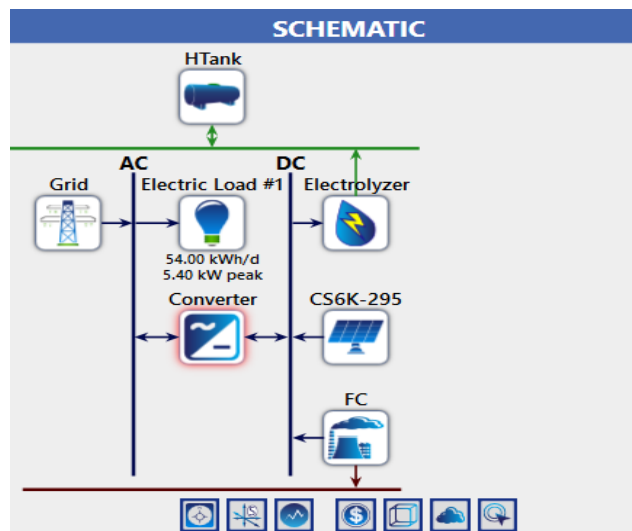 SCHEMATIC
HTank
AC
DC
Grid
Electric Load #1
Electrolyzer
54.00 kWh/d
5.40 kW peak
Converter
CS6K-295
FC
$